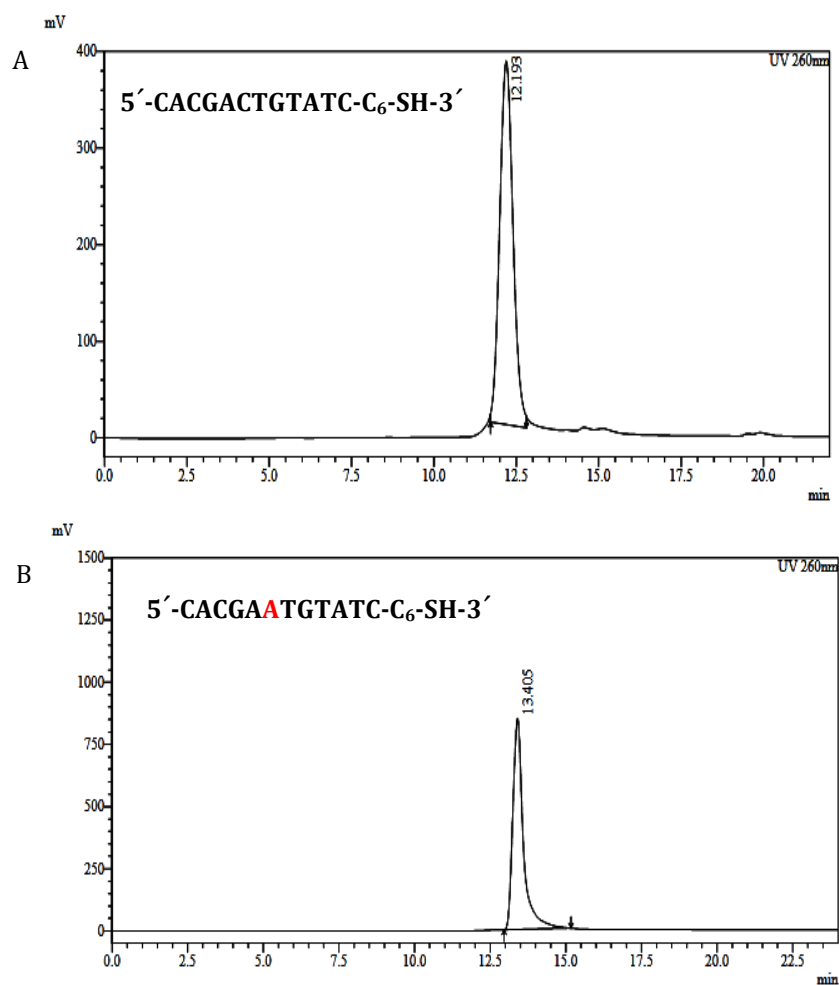 mV
A
400
UV 260nm
12.193
5´-CACGACTGTATC-C₆-SH-3´
300
200
100
0
0.0 2.5 5.0 7.5 10.0 12.5 15.0 17.5 20.0
min
mV
B
1500
UV 260nm
5´-CACGAATGTATC-C₆-SH-3´
1250
1000
13.405
750
500
250
0
0.0 2.5 5.0 7.5 10.0 12.5 15.0 17.5 20.0 22.5
min